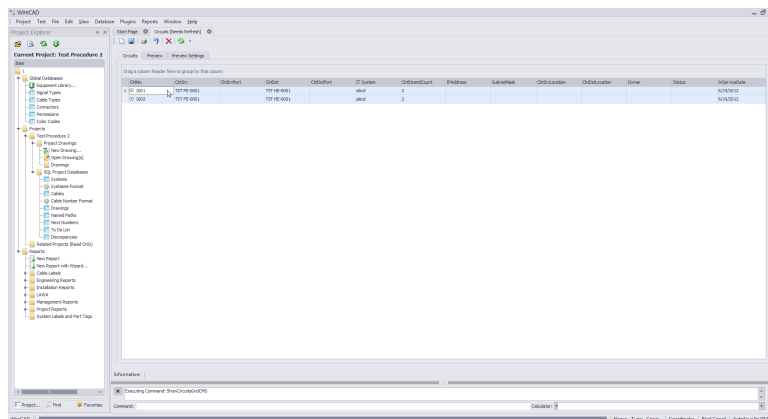 WireCAD
Project Test File Edit View Database Plugins Reports Window Help
Project Explorer
Start Page Circuits [Needs Refresh]
Current Project: Test Procedure 2
Item
1
Global Databases
Equipment Library...
Signal Types
Cable Types
Connectors
Permissions
Color Codes
Projects
Test Procedure 2
Project Drawings
New Drawing...
Open Drawing(s)
Drawings
SQL Project Databases
Systems
SysName Format
Cables
Cable Number Format
Drawings
Named Paths
Next Numbers
To Do List
Discrepancies
Related Projects (Read Only)
Reports
New Report
New Report with Wizard...
Cable Labels
Engineering Reports
Installation Reports
LAWA
Management Reports
Project Reports
System Labels and Port Tags
Project... Find Favorites
Circuits Preview Preview Settings
Drag a column header here to group by that column
CktNo CktSrc CktSrcPort CktDst CktDstPort IT System CktStrandCount IPAddress SubnetMask CktSrcLocation CktDstLocation Owner Status InServiceDate
1001 TST FE-0001 TST HE-0001 abcd 2 6/19/2012
1002 TST FE-0001 TST HE-0001 abcd 2 6/19/2012
Information:
Executing Command: ShowCircuitsGridCMS
Command: Calculator: